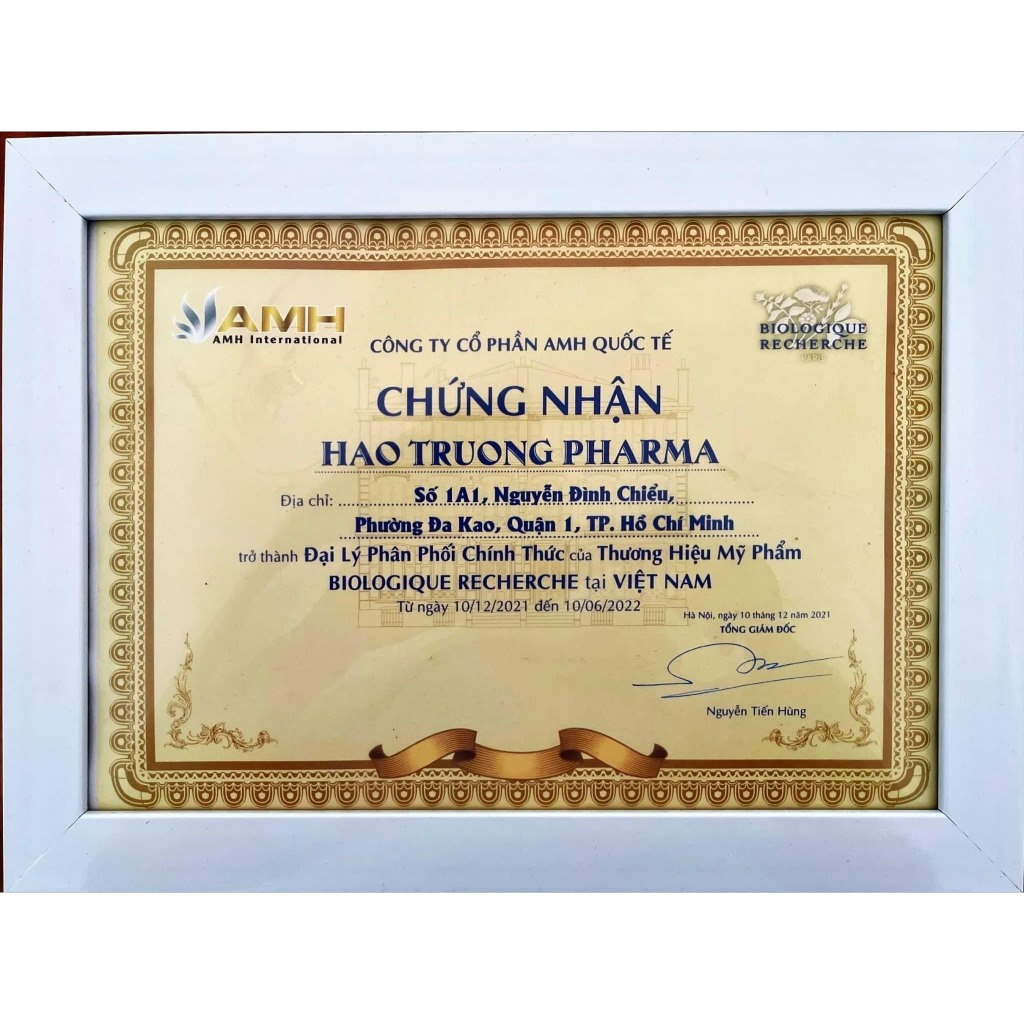 AMH
AMH International
BIOLOGIQUE
RECHERCHE
PARIS
CÔNG TY CỔ PHẦN AMH QUỐC TẾ
CHỨNG NHẬN
HAO TRUONG PHARMA
Địa chỉ: Số 1A1, Nguyễn Đình Chiểu,
Phường Đa Kao, Quận 1, TP. Hồ Chí Minh
trở thành Đại Lý Phân Phối Chính Thức của Thương Hiệu Mỹ Phẩm
BIOLOGIQUE RECHERCHE tại VIỆT NAM
Từ ngày 10/12/2021 đến 10/06/2022
Hà Nội, ngày 10 tháng 12 năm 2021
TỔNG GIÁM ĐỐC
Nguyễn Tiến Hùng